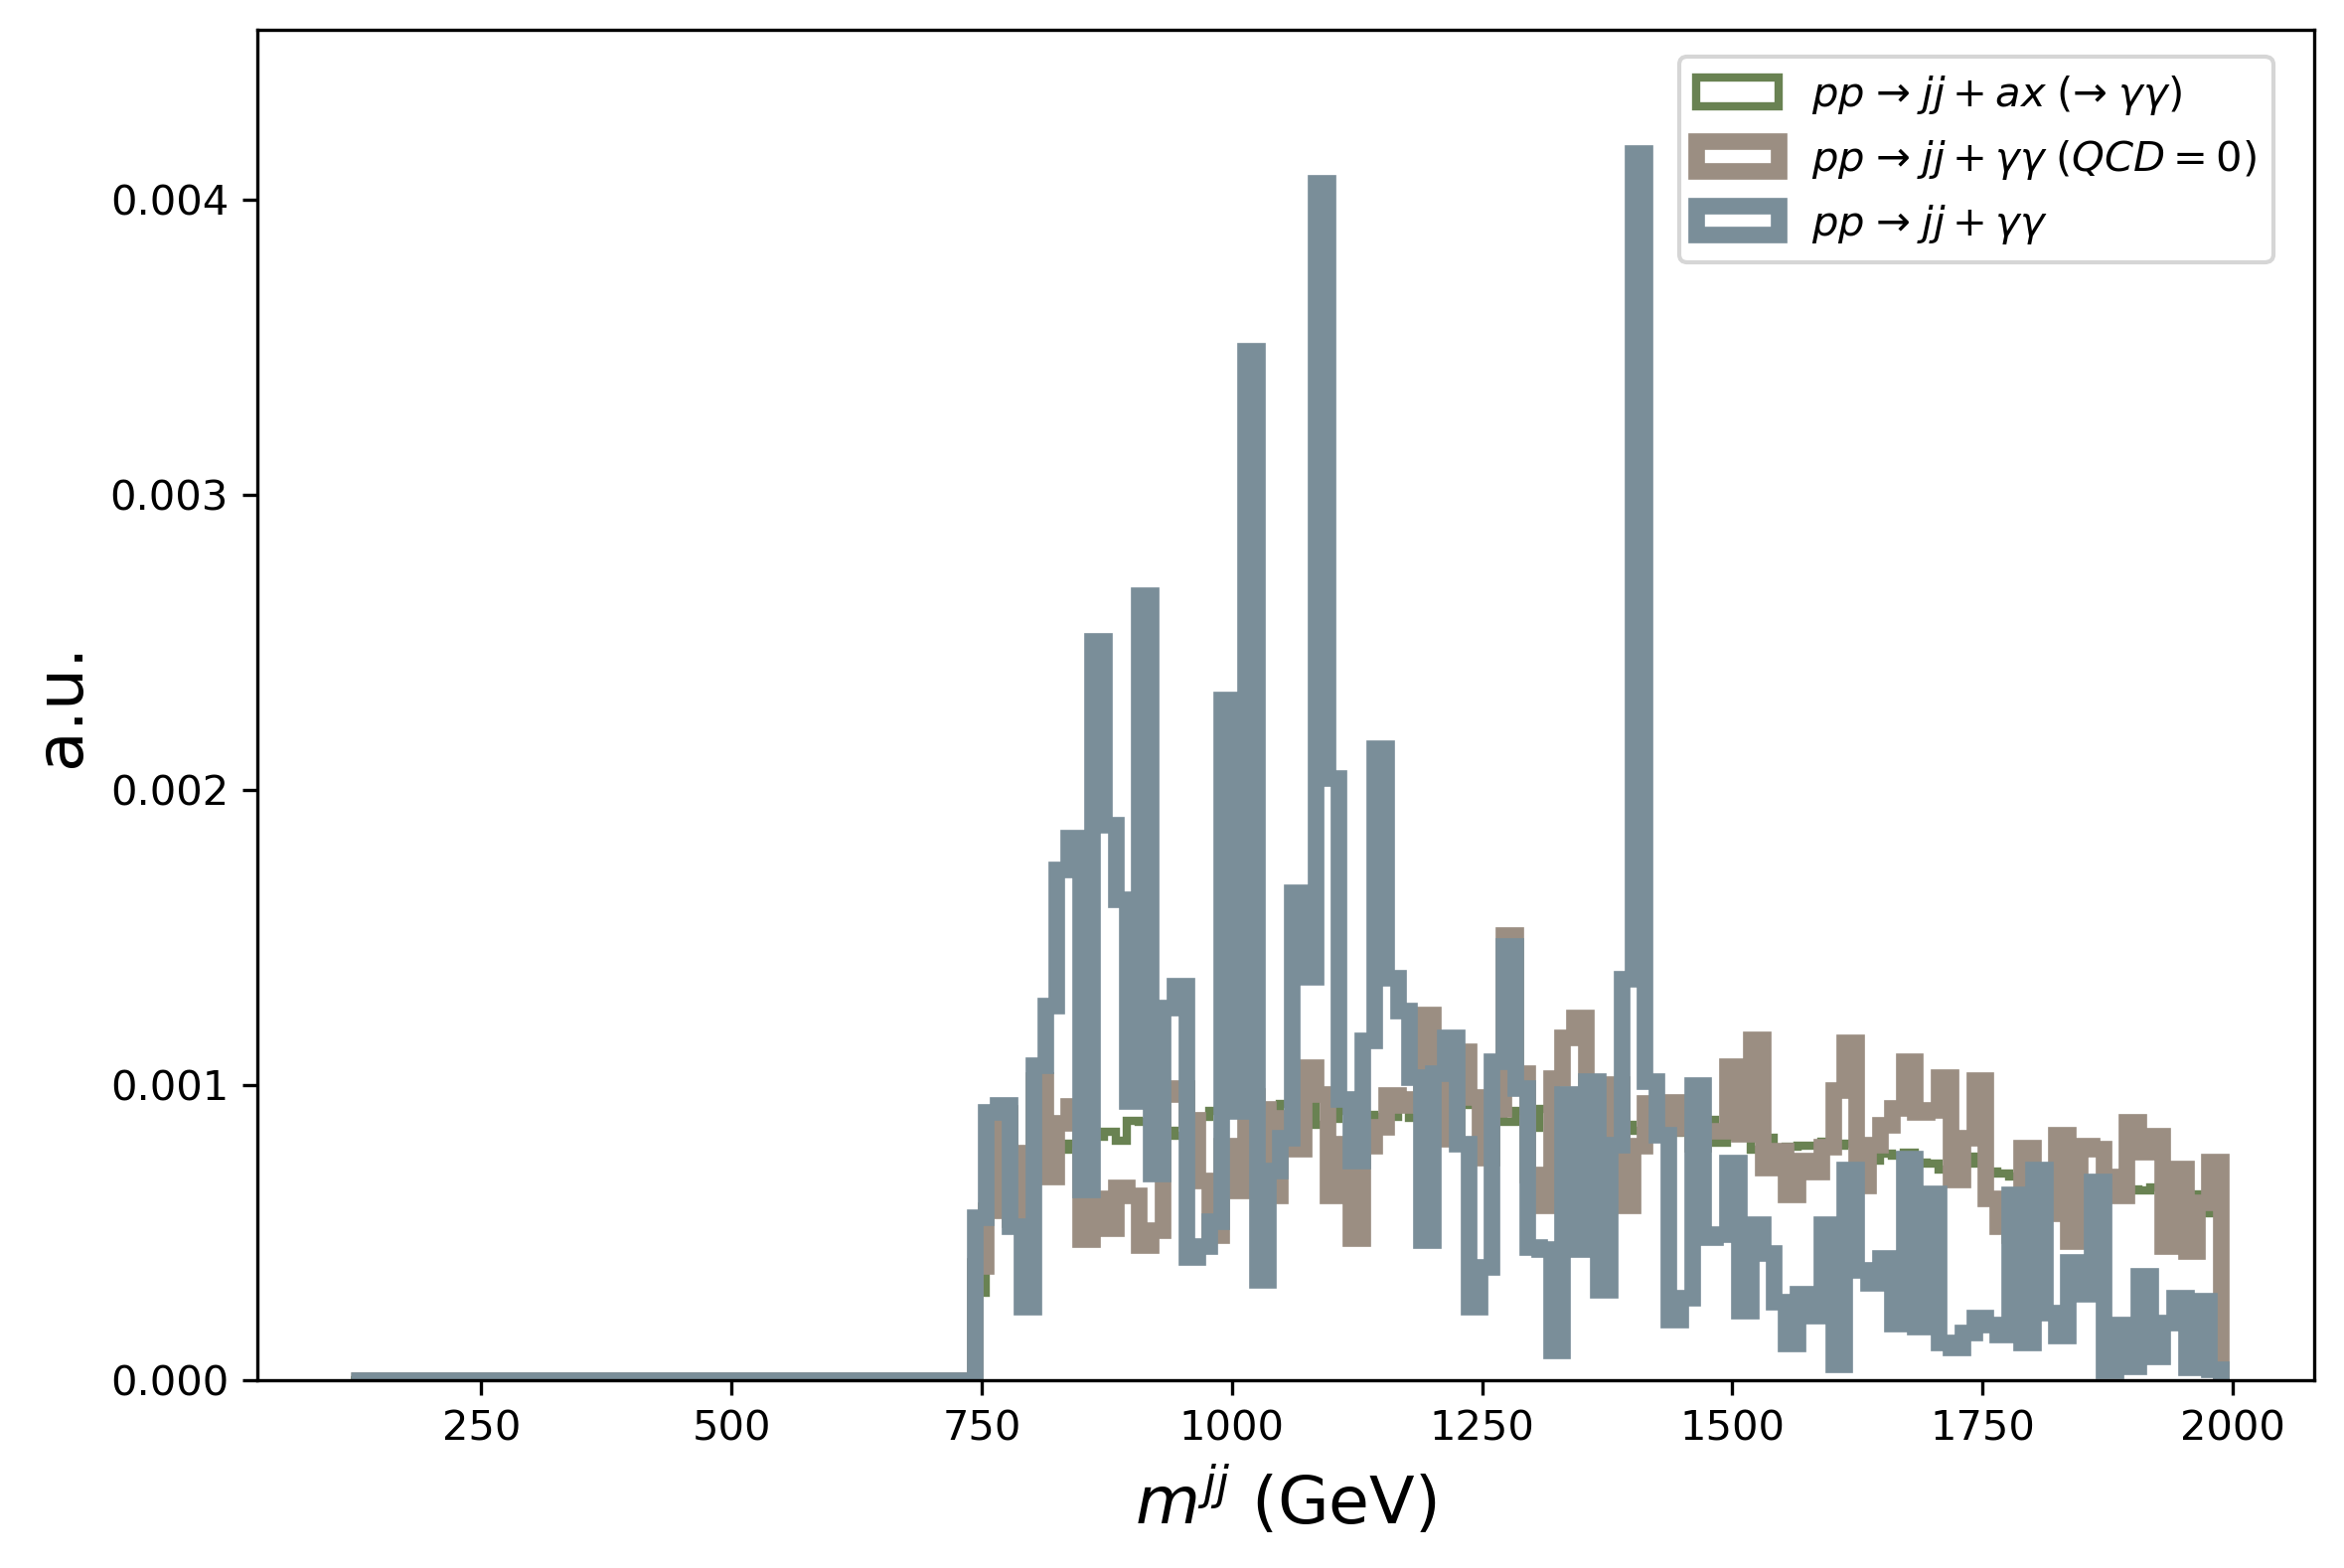 pp → jj + ax (→ γγ)
pp → jj + γγ (QCD = 0)
pp → jj + γγ
0.004
0.003
0.002
0.001
0.000
a.u.
250 500 750 1000 1250 1500 1750 2000
m^{jj} (GeV)